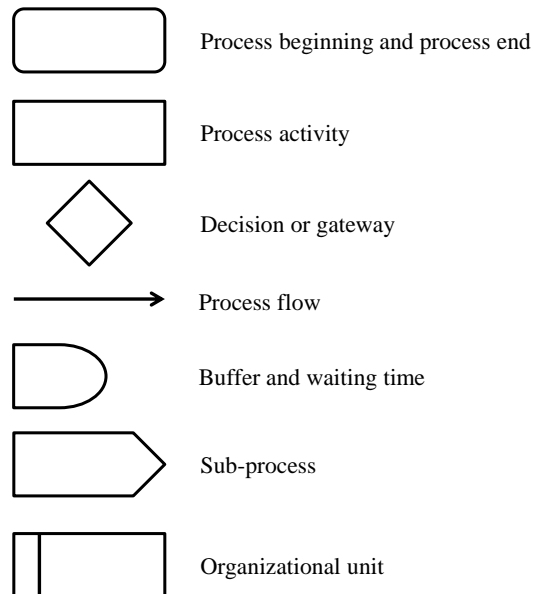 Process beginning and process end
Process activity
Decision or gateway
Process flow
Buffer and waiting time
Sub-process
Organizational unit